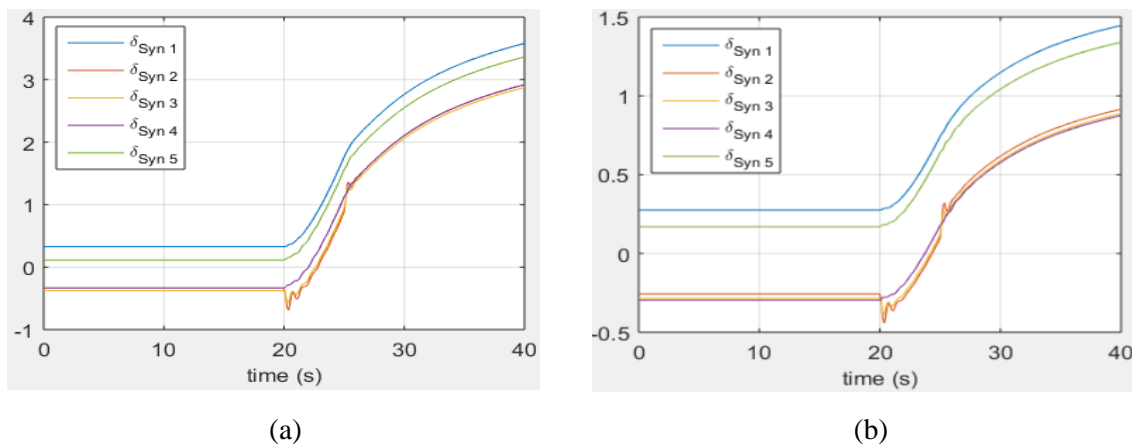 4
3
2
1
0
-1
δSyn 1
δSyn 2
δSyn 3
δSyn 4
δSyn 5
0 10 20 30 40
time (s)
(a)
1.5
1
0.5
0
-0.5
δSyn 1
δSyn 2
δSyn 3
δSyn 4
δSyn 5
0 10 20 30 40
time (s)
(b)